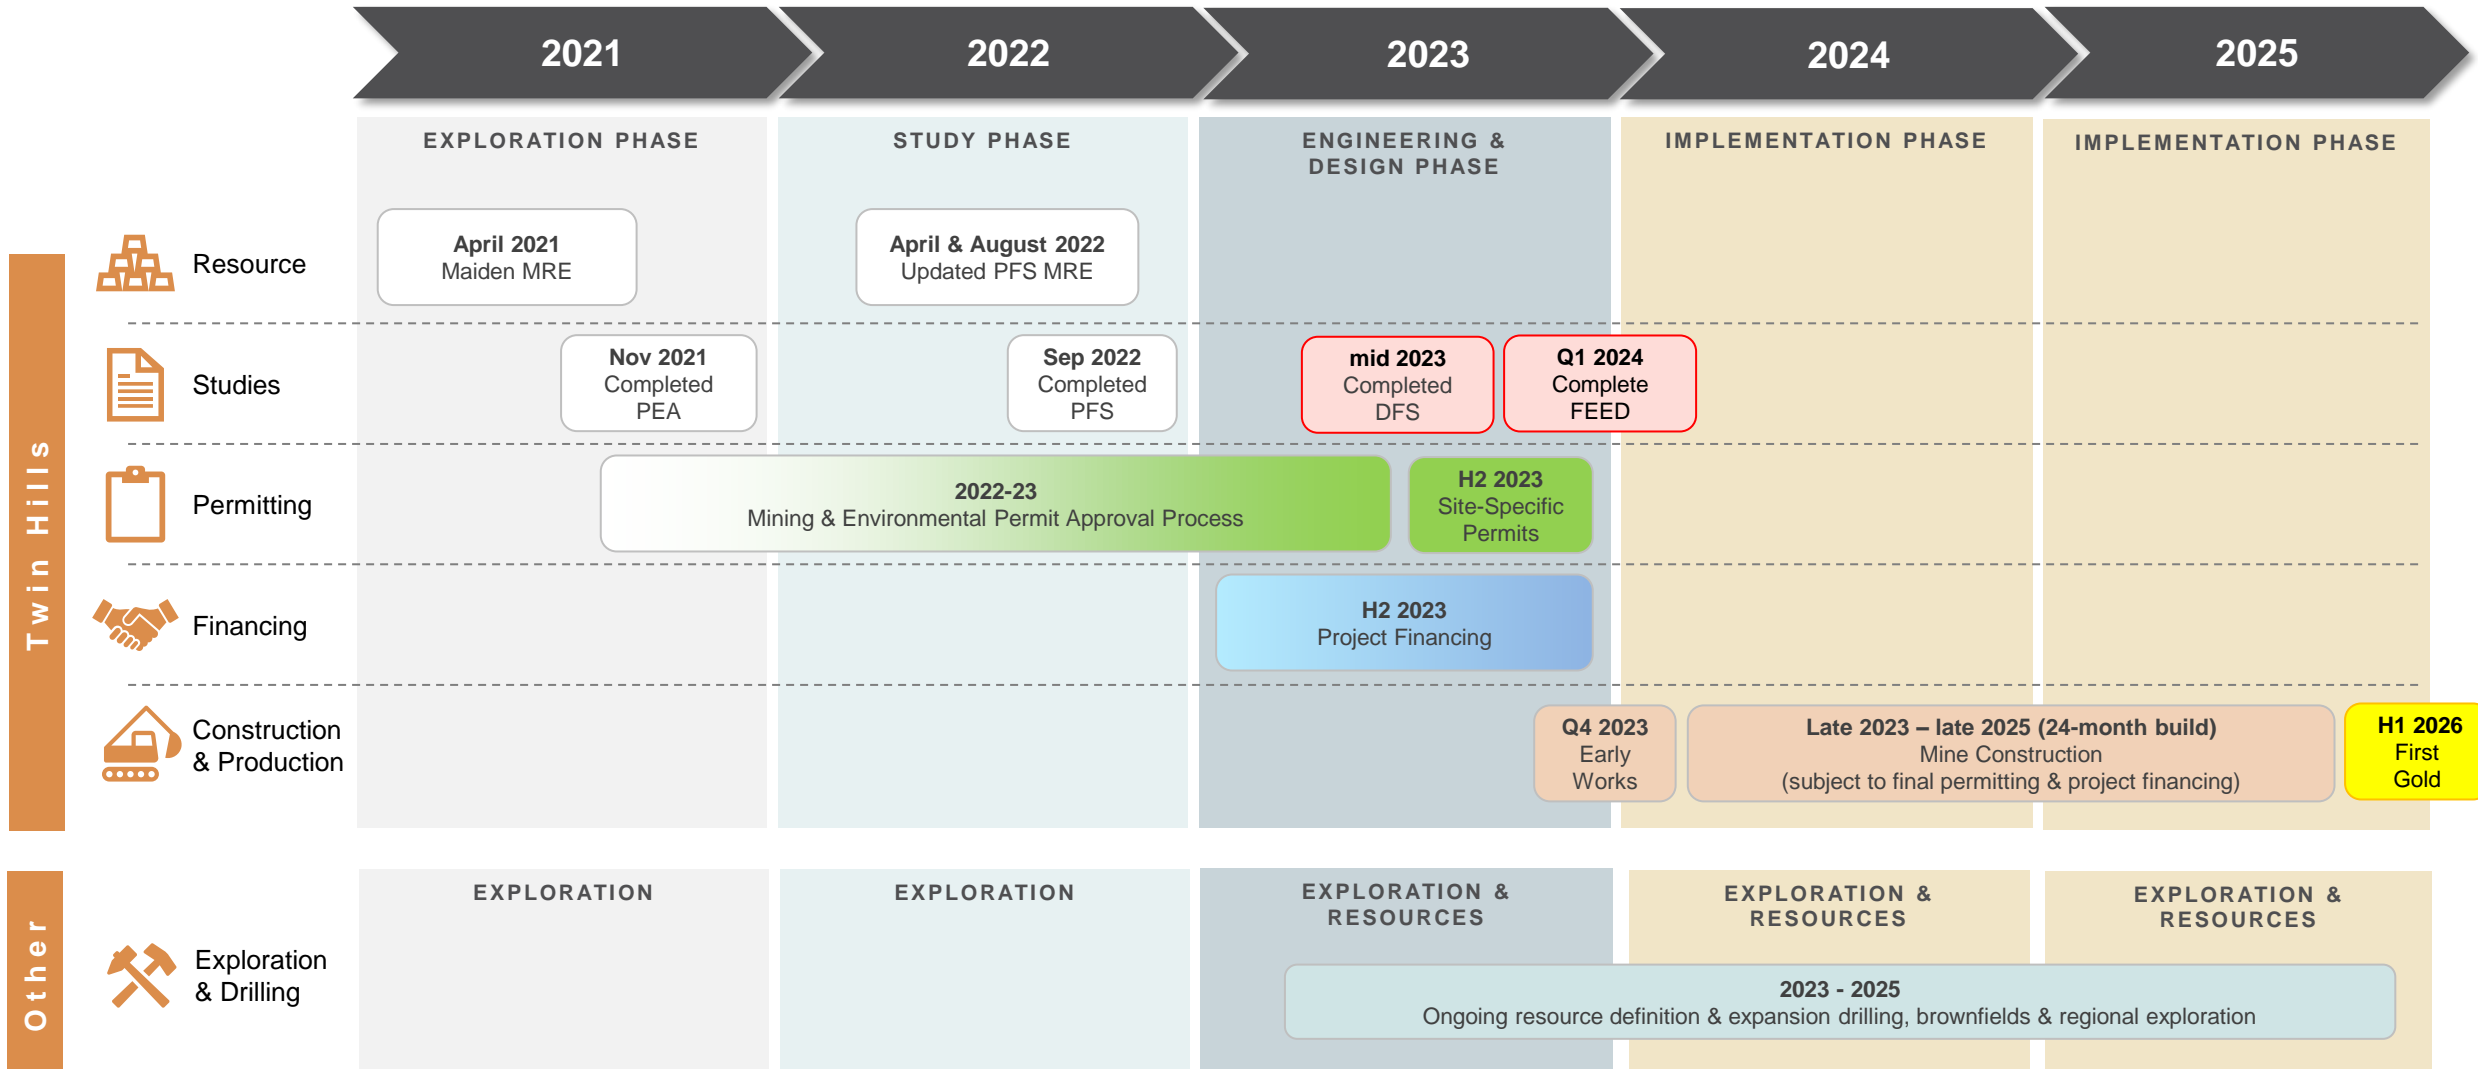 2021
2022
2023
2024
2025
EXPLORATION PHASE
STUDY PHASE
ENGINEERING &
DESIGN PHASE
IMPLEMENTATION PHASE
IMPLEMENTATION PHASE
Twin Hills
Resource
April 2021
Maiden MRE
April & August 2022
Updated PFS MRE
Studies
Nov 2021
Completed
PEA
Sep 2022
Completed
PFS
mid 2023
Completed
DFS
Q1 2024
Complete
FEED
Permitting
2022-23
Mining & Environmental Permit Approval Process
H2 2023
Site-Specific
Permits
Financing
H2 2023
Project Financing
Construction
& Production
Q4 2023
Early
Works
Late 2023 – late 2025 (24-month build)
Mine Construction
(subject to final permitting & project financing)
H1 2026
First
Gold
Other
EXPLORATION
EXPLORATION
EXPLORATION &
RESOURCES
EXPLORATION &
RESOURCES
EXPLORATION &
RESOURCES
Exploration
& Drilling
2023 - 2025
Ongoing resource definition & expansion drilling, brownfields & regional exploration